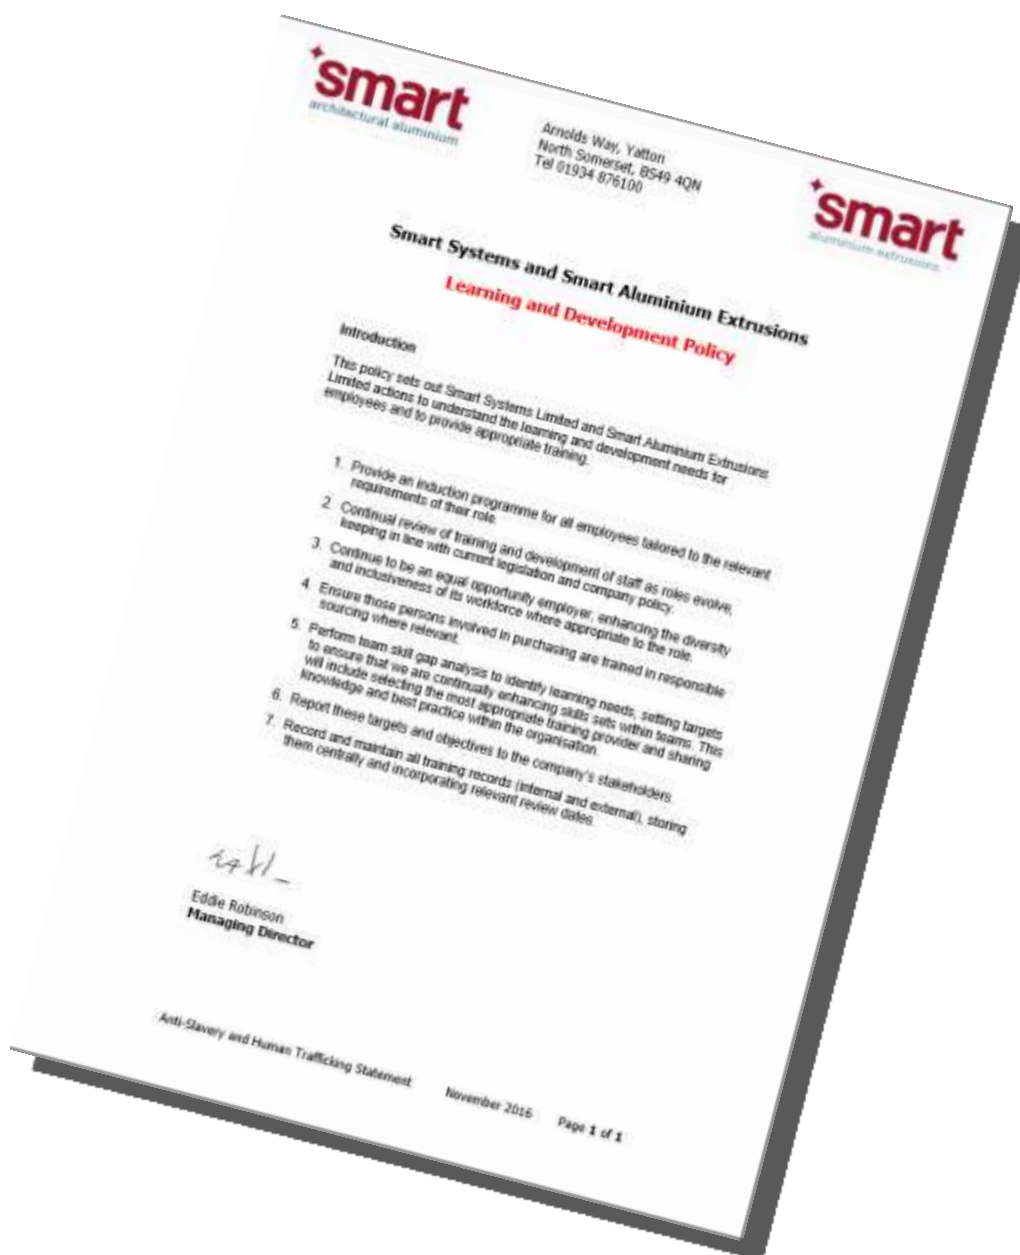 smart
architectural aluminium
Arnolds Way, Yatton
North Somerset, BS49 4QN
Tel 01934 876100
smart
aluminium extrusions
Smart Systems and Smart Aluminium Extrusions
Learning and Development Policy
Introduction
This policy sets out Smart Systems Limited and Smart Aluminium Extrusions
Limited actions to understand the learning and development needs for
employees and to provide appropriate training.
1. Provide an induction programme for all employees tailored to the relevant
requirements of their role.
2. Continual review of training and development of staff as roles evolve,
keeping in line with current legislation and company policy.
3. Continue to be an equal opportunity employer, enhancing the diversity
and inclusiveness of its workforce where appropriate to the role.
4. Ensure those persons involved in purchasing are trained in responsible
sourcing where relevant.
5. Perform team skill gap analysis to identify learning needs, setting targets
to ensure that we are continually enhancing skills sets within teams. This
will include selecting the most appropriate training provider and sharing
knowledge and best practice within the organisation.
6. Report these targets and objectives to the company's stakeholders.
7. Record and maintain all training records (internal and external), storing
them centrally and incorporating relevant review dates.
Eddie Robinson
Managing Director
Anti-Slavery and Human Trafficking Statement November 2016 Page 1 of 1